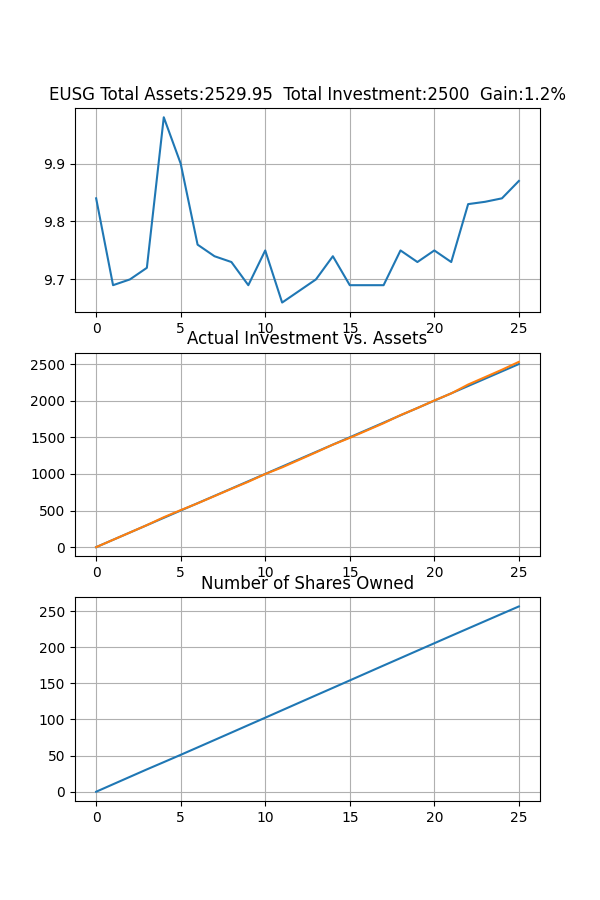 EUSG Total Assets:2529.95  Total Investment:2500  Gain:1.2%
9.9
9.8
9.7
0 5 10 15 20 25
Actual Investment vs. Assets
2500
2000
1500
1000
500
0
0 5 10 15 20 25
Number of Shares Owned
250
200
150
100
50
0
0 5 10 15 20 25